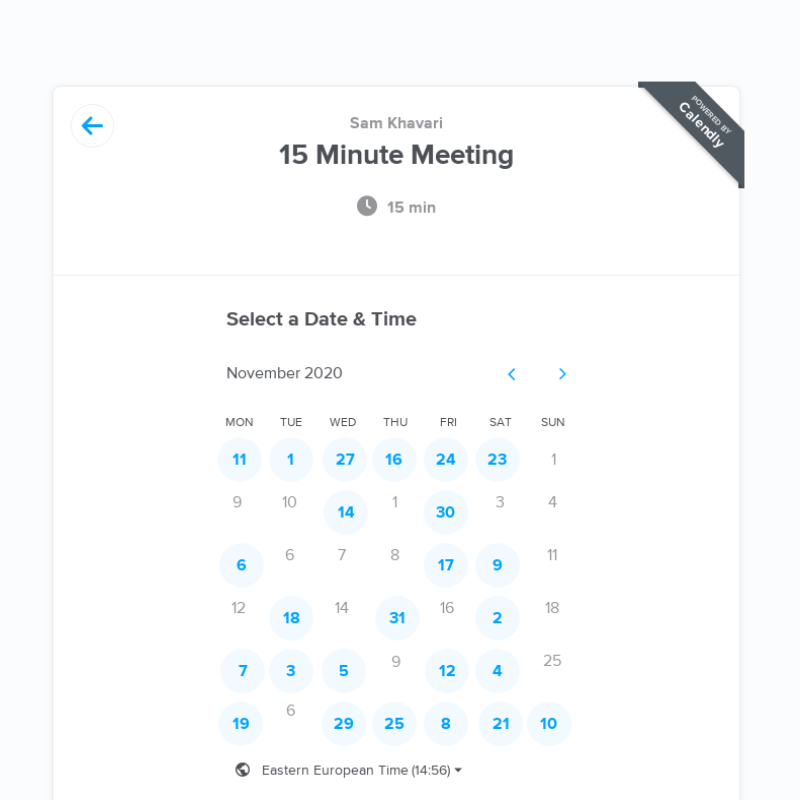 POWERED BY
Calendly
Sam Khavari
15 Minute Meeting
15 min
Select a Date & Time
November 2020
MON TUE WED THU FRI SAT SUN
11 1 27 16 24 23 1
9 10 14 1 30 3 4
6 6 7 8 17 9 11
12 18 14 31 16 2 18
7 3 5 9 12 4 25
19 6 29 25 8 21 10
Eastern European Time (14:56)